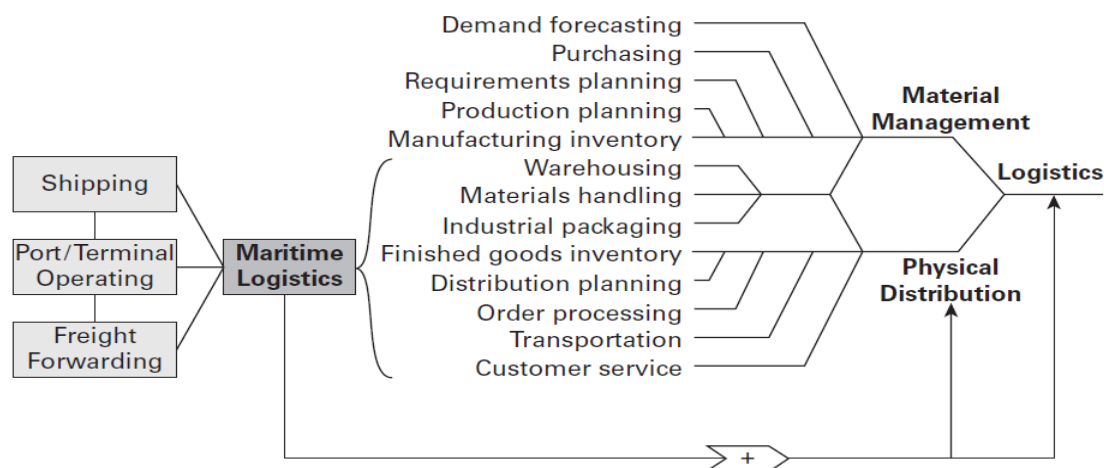 Demand forecasting
Purchasing
Requirements planning
Production planning
Manufacturing inventory
Warehousing
Materials handling
Industrial packaging
Finished goods inventory
Distribution planning
Order processing
Transportation
Customer service
Shipping
Port/Terminal
Operating
Freight
Forwarding
Maritime
Logistics
Material
Management
Logistics
Physical
Distribution
+